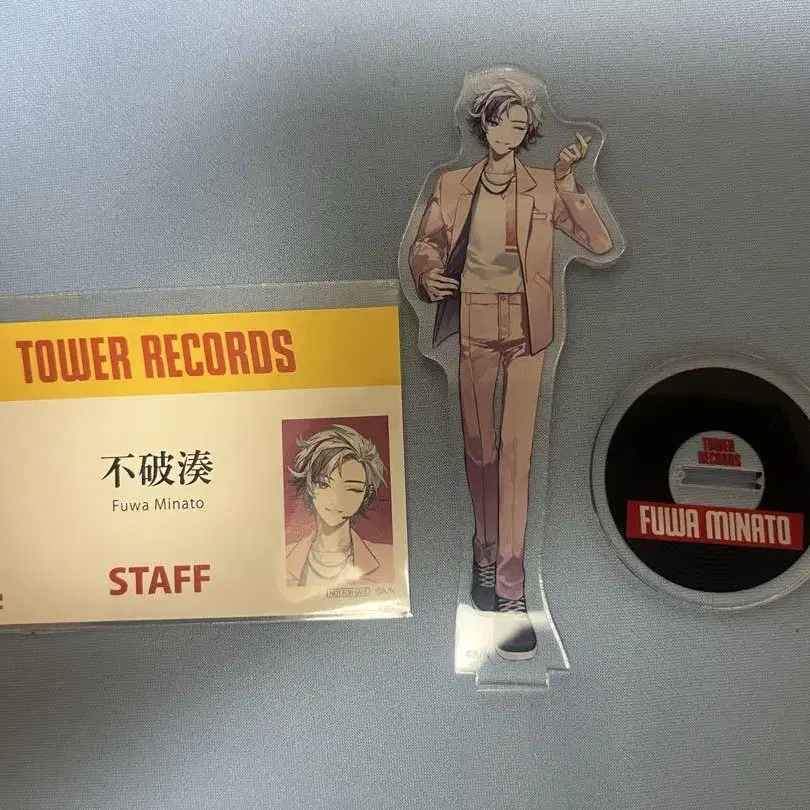 TOWER RECORDS
不破湊
Fuwa Minato
STAFF
NOT FOR SALE ©A/N
©A/N
TOWER
RECORDS
FUWA MINATO